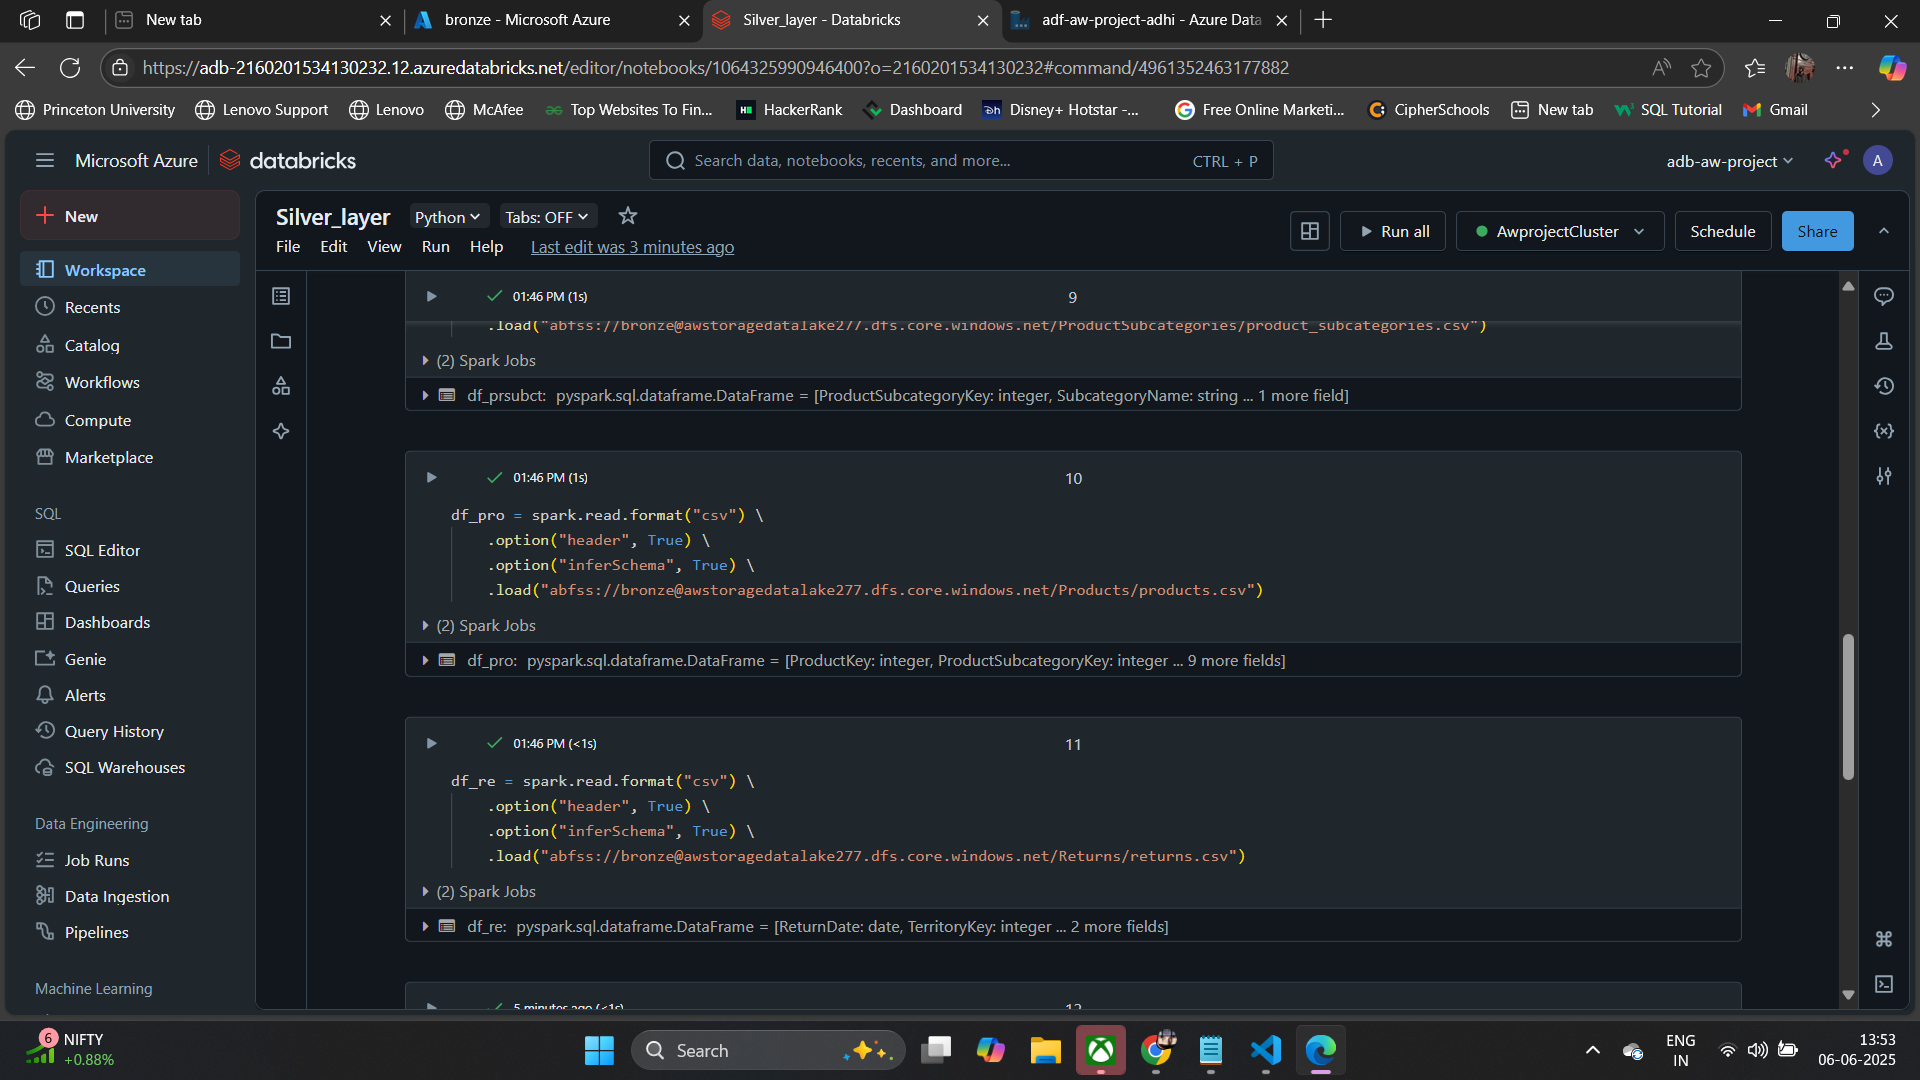 New tab
bronze - Microsoft Azure
Silver_layer - Databricks
adf-aw-project-adhi - Azure Data
https://adb-2160201534130232.12.azuredatabricks.net/editor/notebooks/1064325990946400?o=2160201534130232#command/4961352463177882
Princeton University
Lenovo Support
Lenovo
McAfee
Top Websites To Fin...
HackerRank
Dashboard
Disney+ Hotstar -...
Free Online Marketi...
CipherSchools
New tab
SQL Tutorial
Gmail
Microsoft Azure
databricks
Search data, notebooks, recents, and more...
CTRL + P
adb-aw-project
A
New
Workspace
Recents
Catalog
Workflows
Compute
Marketplace
SQL
SQL Editor
Queries
Dashboards
Genie
Alerts
Query History
SQL Warehouses
Data Engineering
Job Runs
Data Ingestion
Pipelines
Machine Learning
Silver_layer
Python
Tabs: OFF
File
Edit
View
Run
Help
Last edit was 3 minutes ago
Run all
AwprojectCluster
Schedule
Share
01:46 PM (1s)
9
.load("abfss://bronze@awstoragedatalake277.dfs.core.windows.net/ProductSubcategories/product_subcategories.csv")
(2) Spark Jobs
df_prsubct: pyspark.sql.dataframe.DataFrame = [ProductSubcategoryKey: integer, SubcategoryName: string ... 1 more field]
01:46 PM (1s)
10
df_pro = spark.read.format("csv") \
.option("header", True) \
.option("inferSchema", True) \
.load("abfss://bronze@awstoragedatalake277.dfs.core.windows.net/Products/products.csv")
(2) Spark Jobs
df_pro: pyspark.sql.dataframe.DataFrame = [ProductKey: integer, ProductSubcategoryKey: integer ... 9 more fields]
01:46 PM (<1s)
11
df_re = spark.read.format("csv") \
.option("header", True) \
.option("inferSchema", True) \
.load("abfss://bronze@awstoragedatalake277.dfs.core.windows.net/Returns/returns.csv")
(2) Spark Jobs
df_re: pyspark.sql.dataframe.DataFrame = [ReturnDate: date, TerritoryKey: integer ... 2 more fields]
5 minutes ago (<1s)
12
6
NIFTY
+0.88%
Search
ENG
IN
13:53
06-06-2025